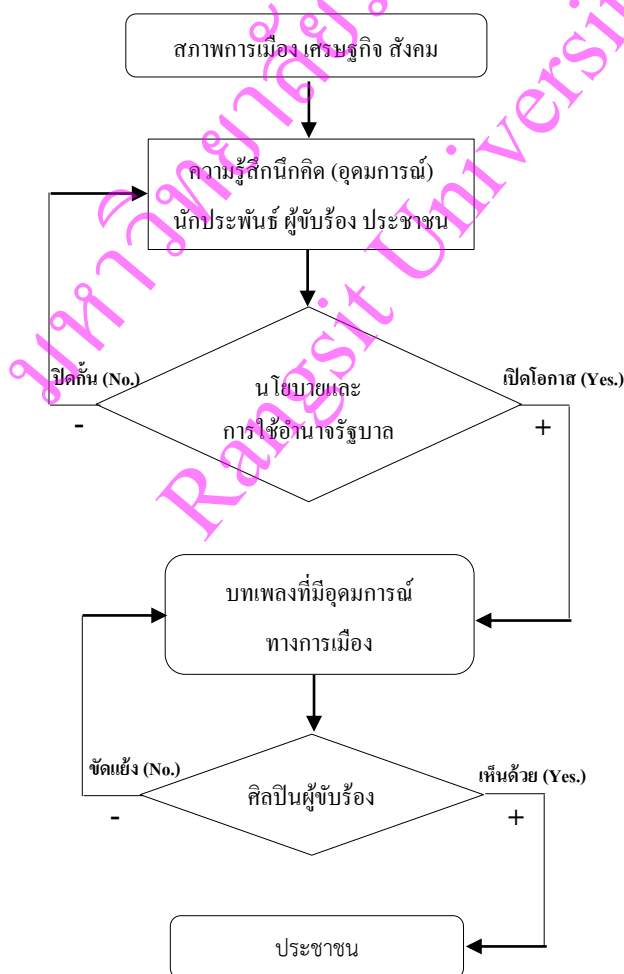 สภาพการเมือง เศรษฐกิจ สังคม
ความรู้สึกนึกคิด (อุดมการณ์)
นักประพันธ์ ผู้ขับร้อง ประชาชน
ปิดกั้น (No.)
-
นโยบายและ
การใช้อำนาจรัฐบาล
เปิดโอกาส (Yes.)
+
บทเพลงที่มีอุดมการณ์
ทางการเมือง
ขัดแย้ง (No.)
-
ศิลปินผู้ขับร้อง
เห็นด้วย (Yes.)
+
ประชาชน
Rangsit